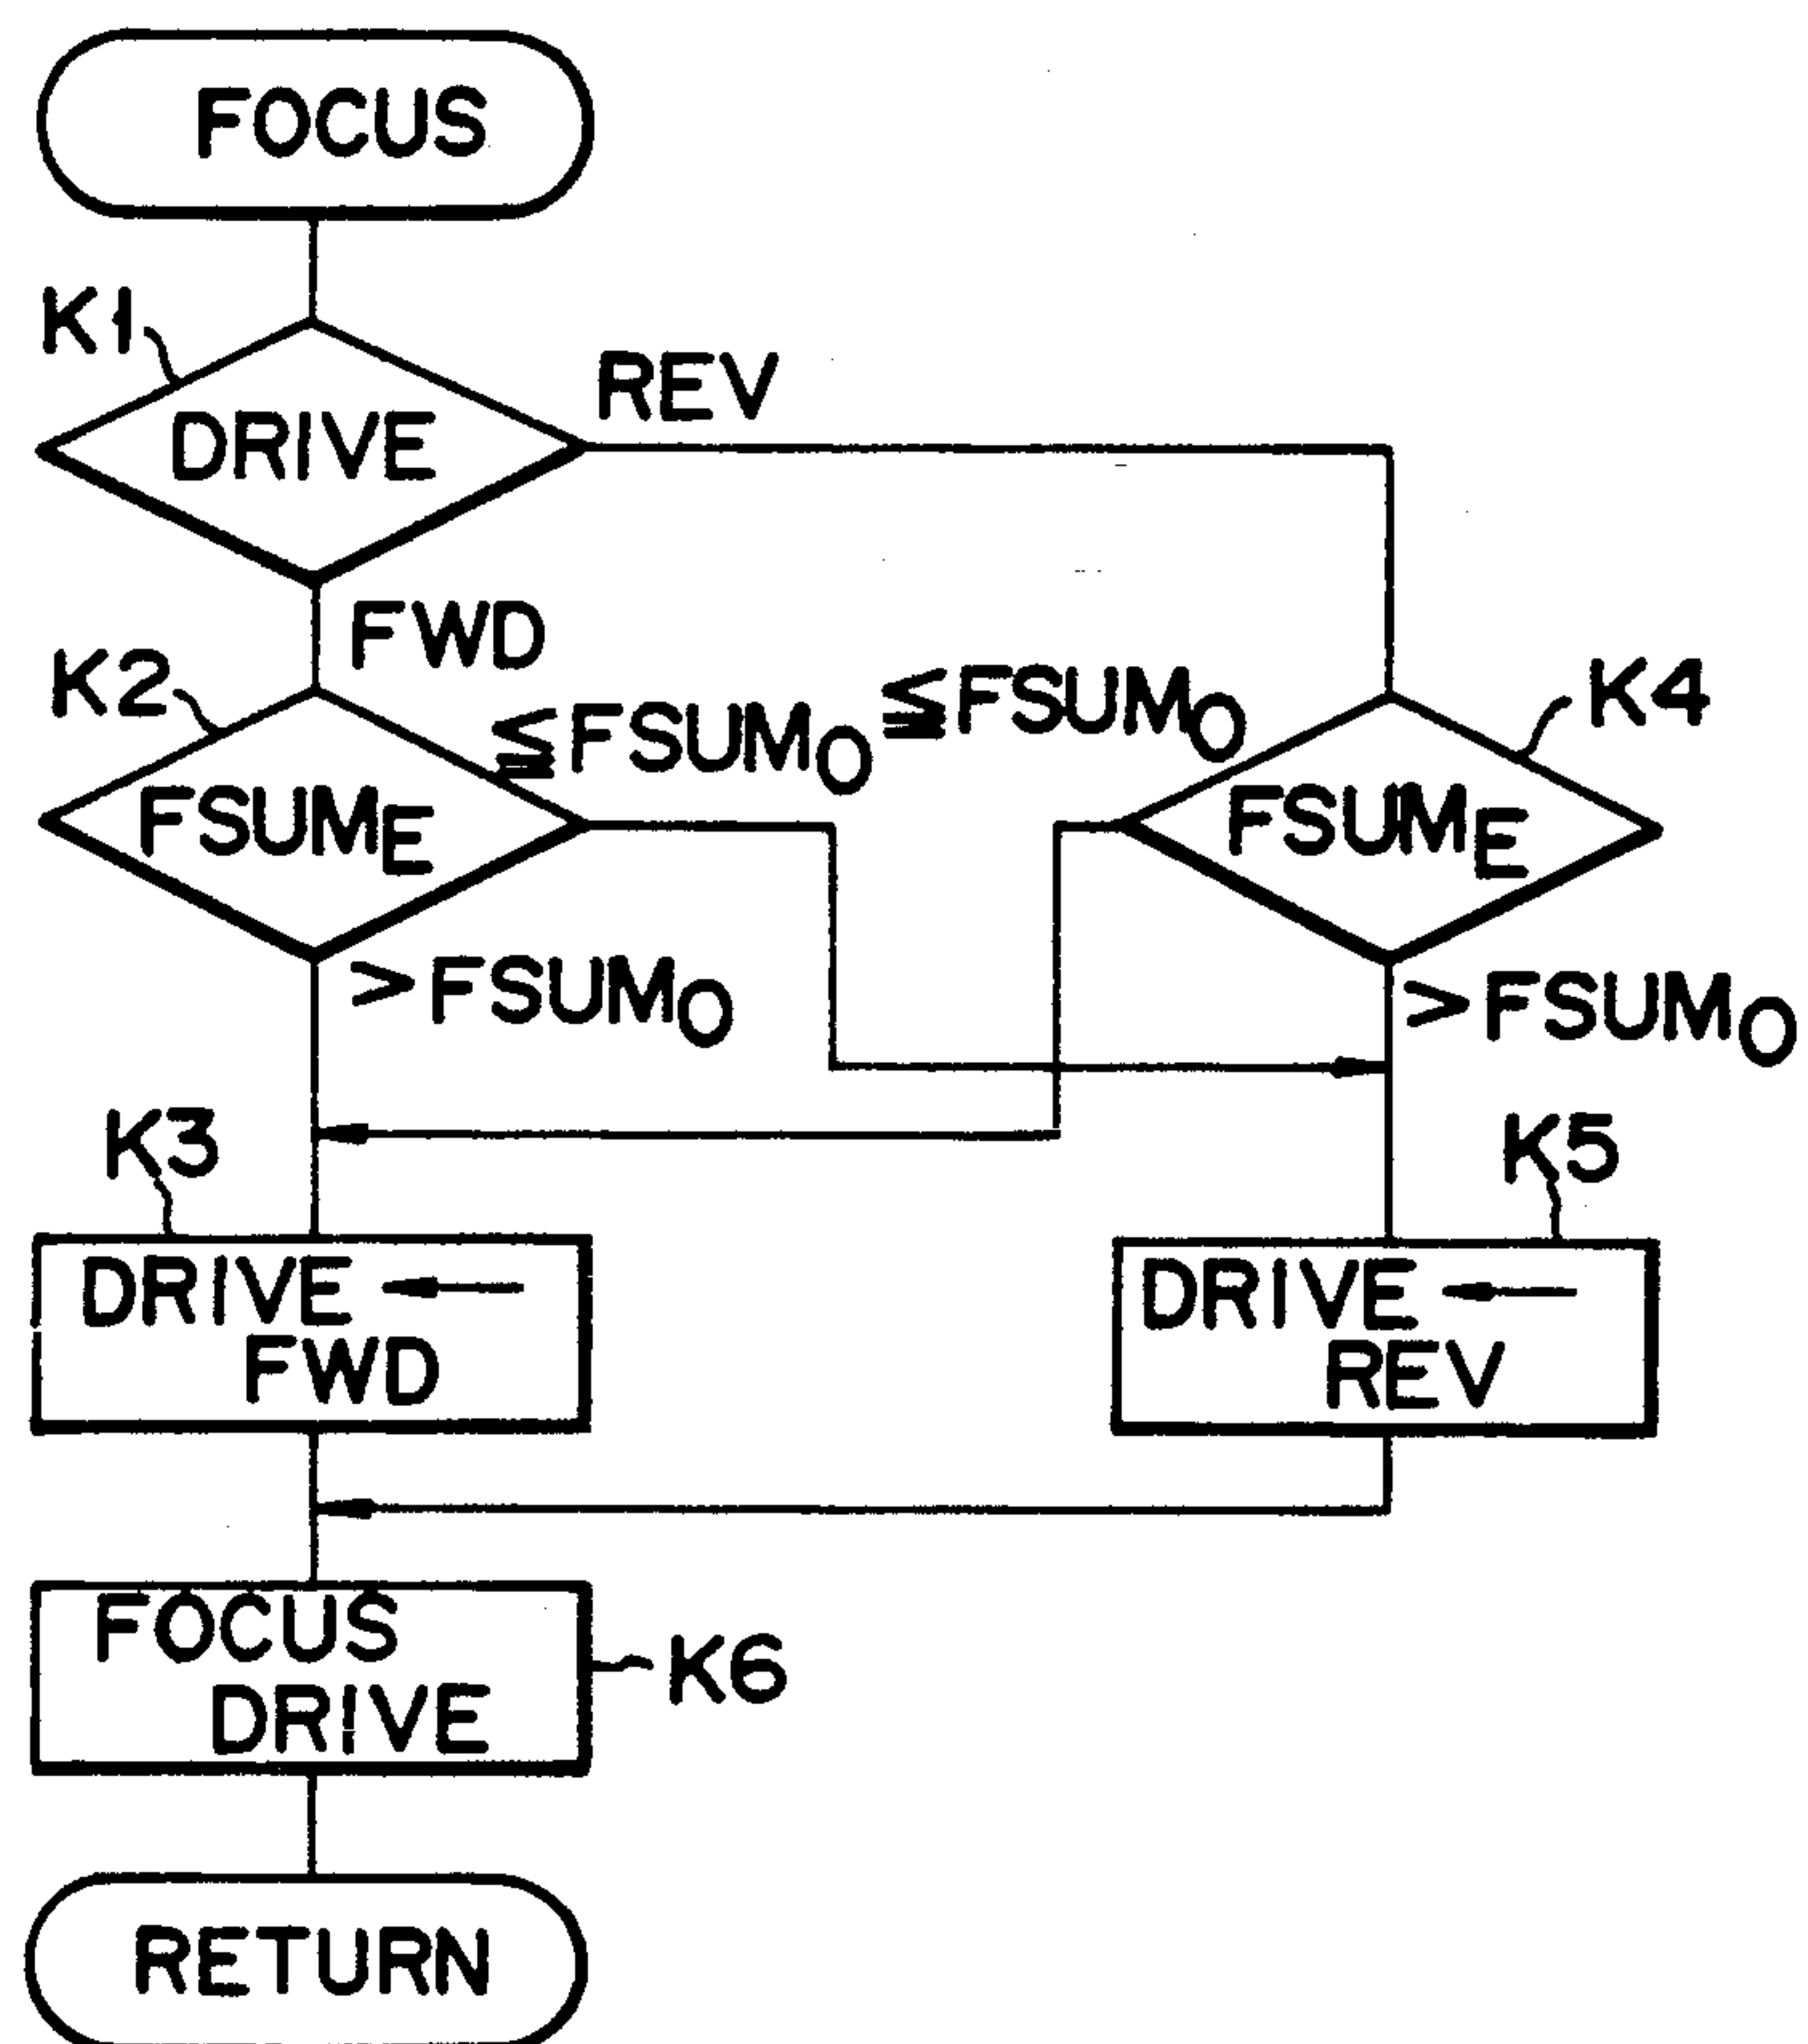 FOCUS
K1
REV
DRIVE
FWD
K2
≦FSUMO
≦FSUMO
K4
FSUME
FSUME
>FSUMO
>FSUMO
K3
K5
DRIVE ←
FWD
DRIVE ←
REV
FOCUS
DRIVE
K6
RETURN